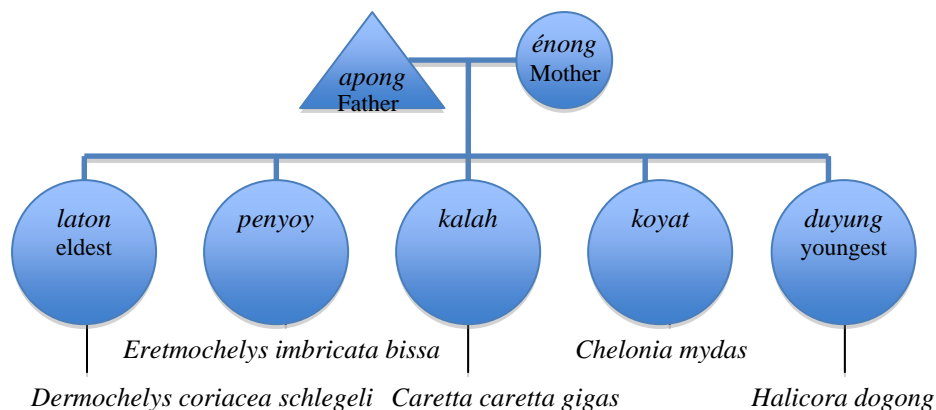 apong
Father
énong
Mother
laton
eldest
penyoy
kalah
koyat
duyung
youngest
Eretmochelys imbricata bissa
Chelonia mydas
Dermochelys coriacea schlegeli
Caretta caretta gigas
Halicora dogong